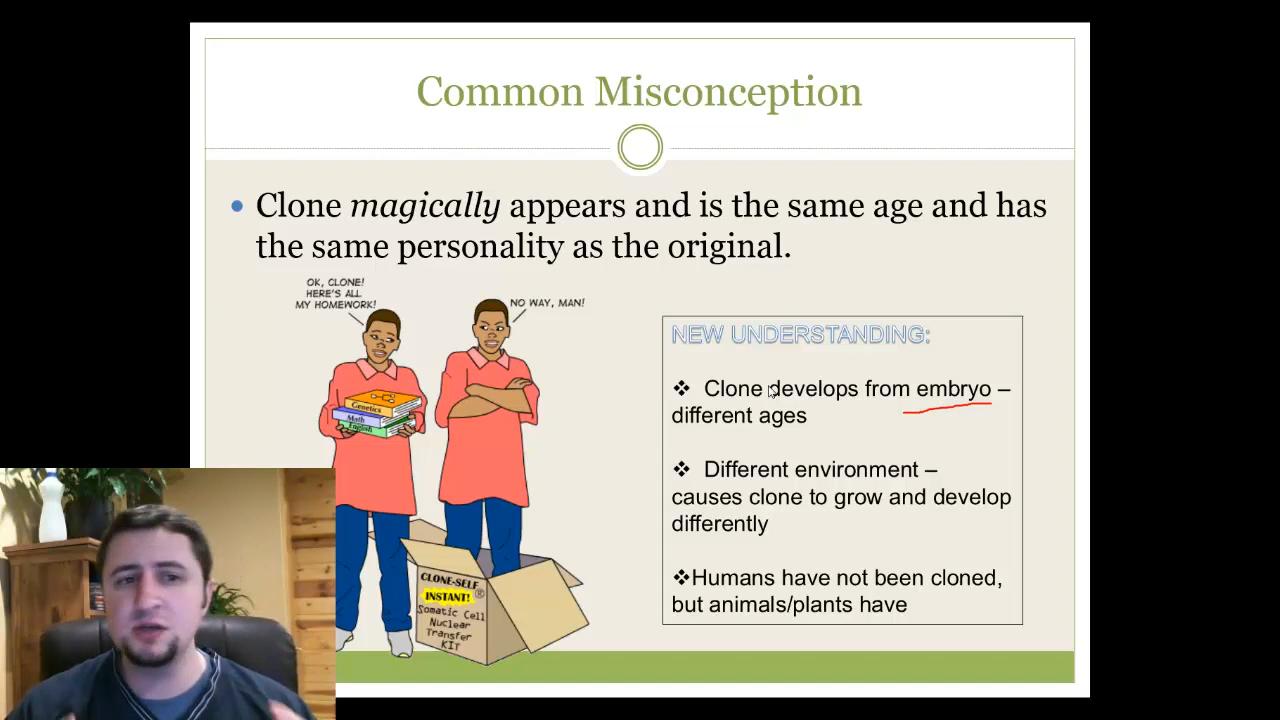 Common Misconception
• Clone magically appears and is the same age and has
the same personality as the original.
OK, CLONE!
HERE'S ALL
MY HOMEWORK!
NO WAY, MAN!
Genetics
Math
English
CLONE-SELF
INSTANT! ®
Somatic Cell
Nuclear
Transfer
KIT
NEW UNDERSTANDING:
❖ Clone develops from embryo –
different ages
❖ Different environment –
causes clone to grow and develop
differently
❖Humans have not been cloned,
but animals/plants have